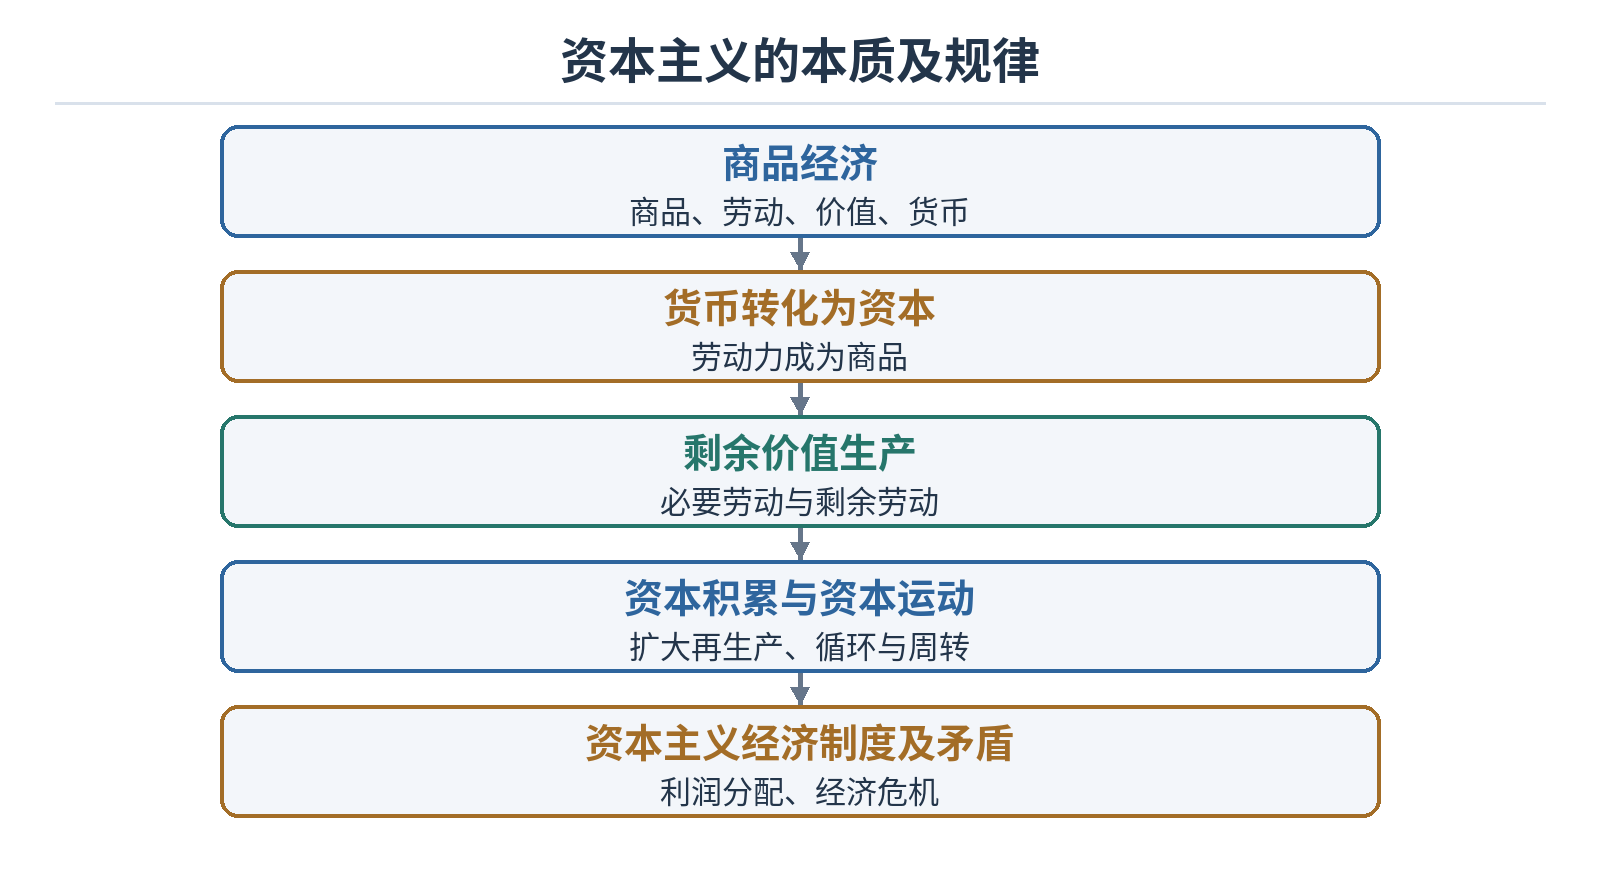 资本主义的本质及规律
商品经济
商品、劳动、价值、货币
货币转化为资本
劳动力成为商品
剩余价值生产
必要劳动与剩余劳动
资本积累与资本运动
扩大再生产、循环与周转
资本主义经济制度及矛盾
利润分配、经济危机